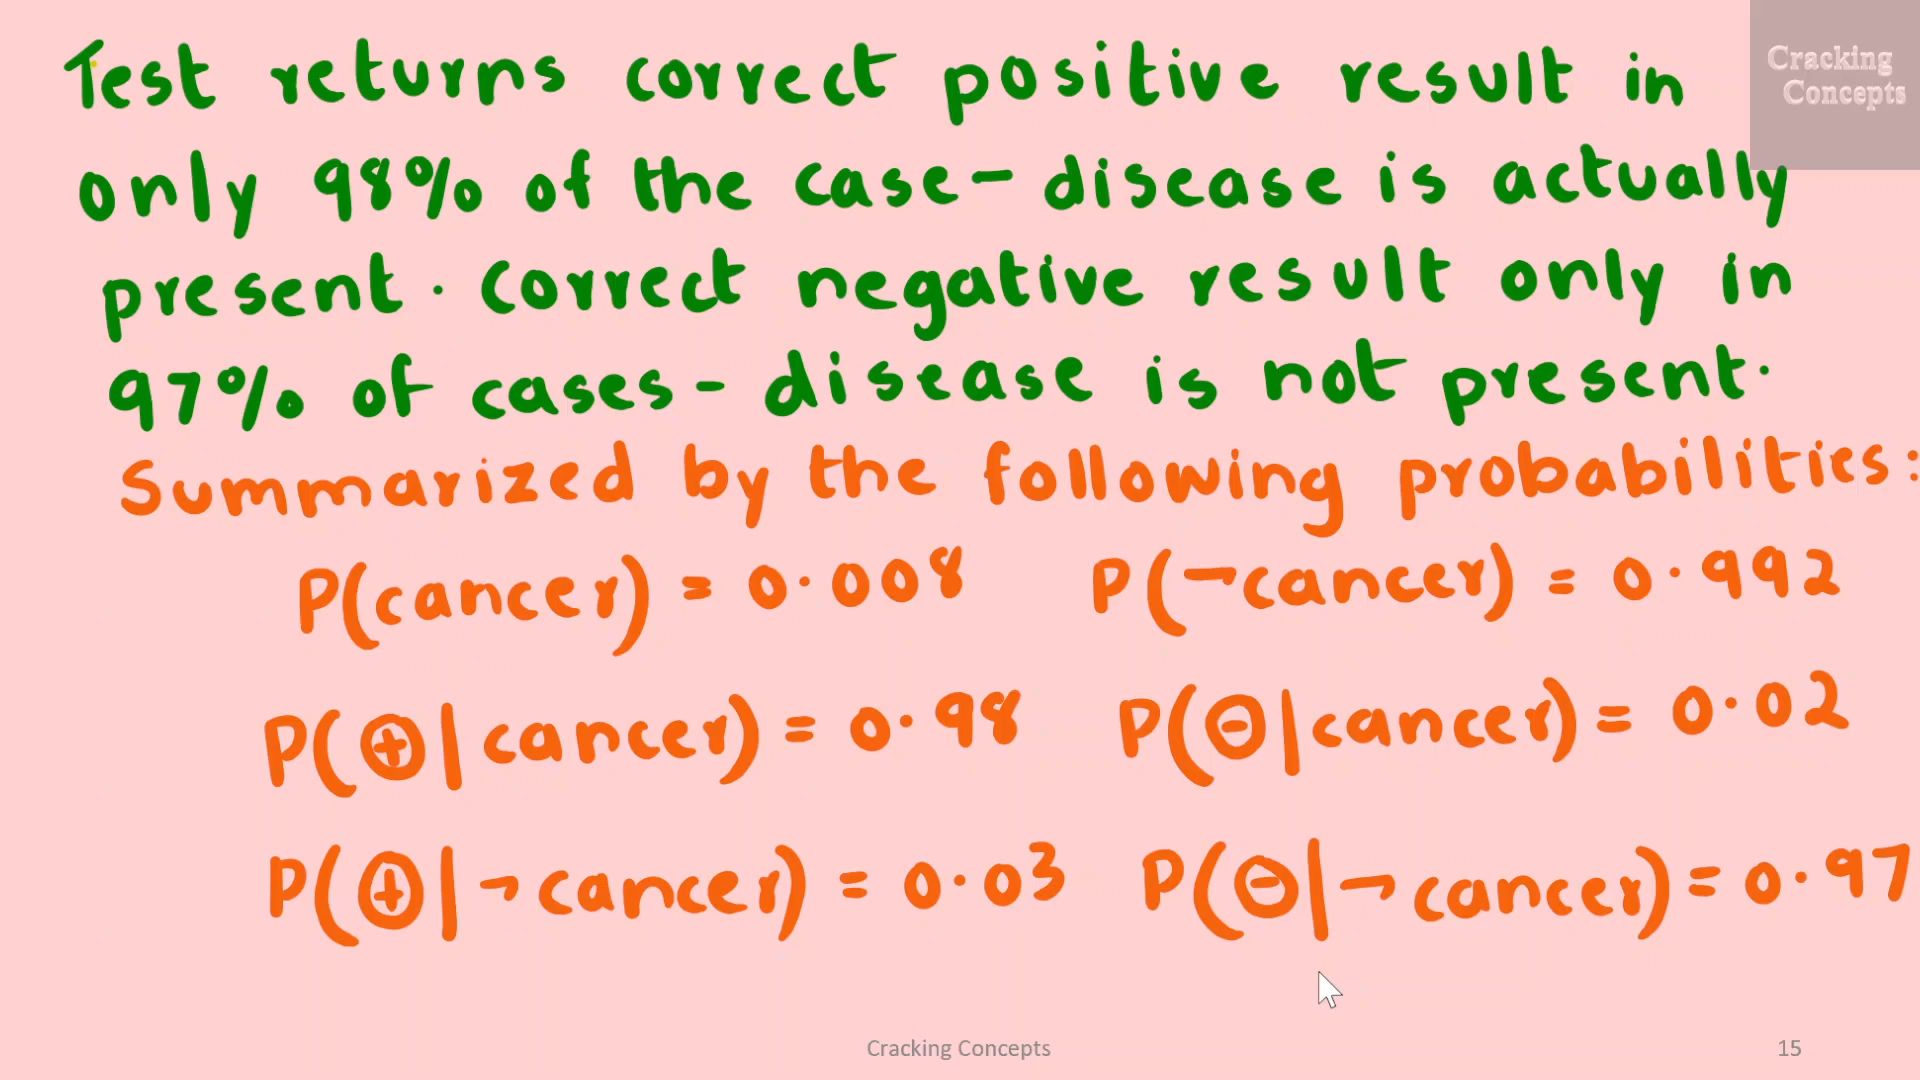 Test returns correct positive result in
only 98% of the case - disease is actually
present. Correct negative result only in
97% of cases - disease is not present.
Summarized by the following probabilities:
P(cancer) = 0.008 P(¬cancer) = 0.992
P(⊕|cancer) = 0.98 P(⊖|cancer) = 0.02
P(⊕|¬cancer) = 0.03 P(⊖|¬cancer) = 0.97
Cracking
Concepts
Cracking Concepts 15